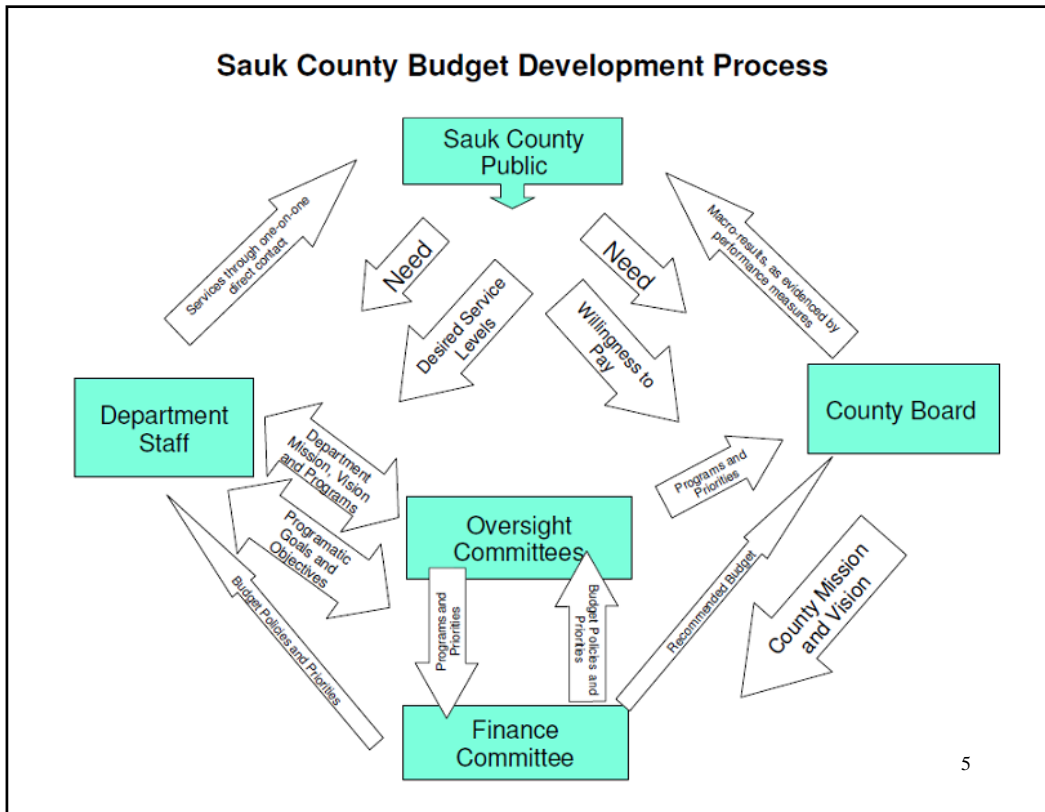 Sauk County Budget Development Process
Sauk County
Public
Services through one-on-one
direct contact
Need
Desired Service
Levels
Need
Willingness to
Pay
Macro-results, as evidenced by
performance measures
Department
Staff
County Board
Department
Mission, Vision
and Programs
Programatic
Goals and
Objectives
Budget Policies and Priorities
Oversight
Committees
Programs and
Priorities
Programs and
Priorities
Budget Policies and
Priorities
Recommended Budget
County Mission
and Vision
Finance
Committee
5